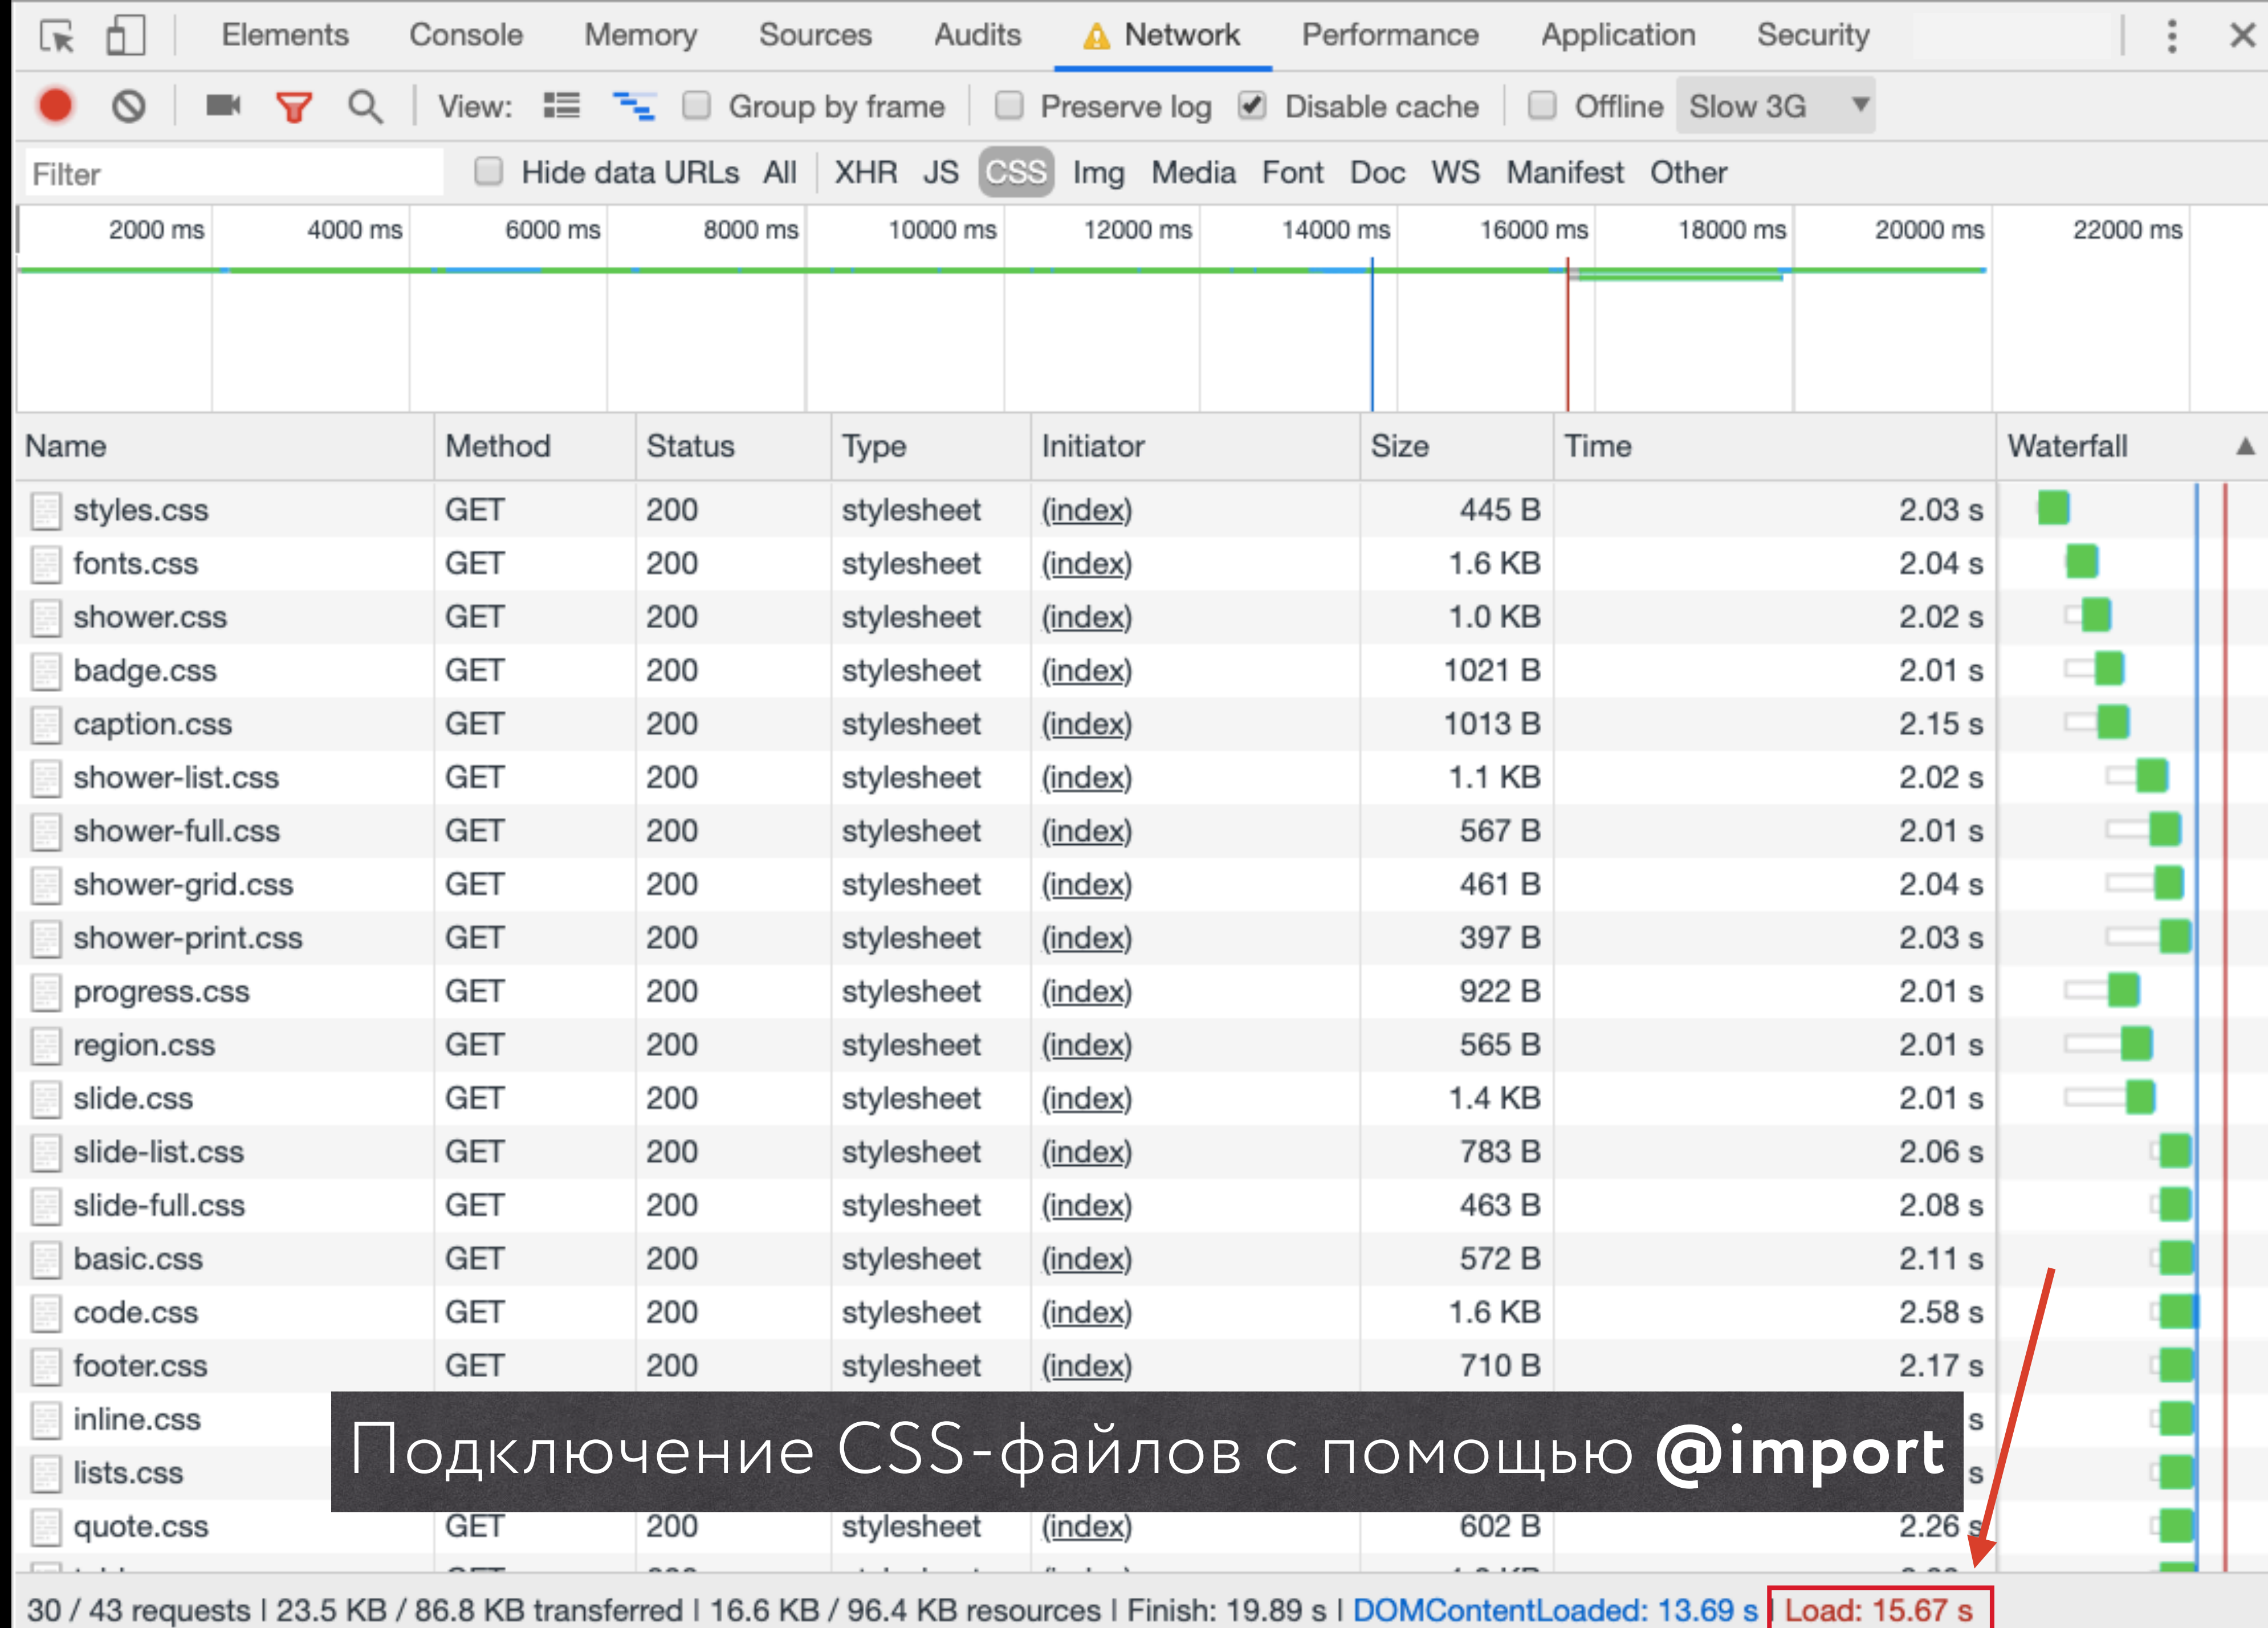 Elements Console Memory Sources Audits Network Performance Application Security
View: Group by frame Preserve log Disable cache Offline Slow 3G
Filter Hide data URLs All XHR JS CSS Img Media Font Doc WS Manifest Other
2000 ms 4000 ms 6000 ms 8000 ms 10000 ms 12000 ms 14000 ms 16000 ms 18000 ms 20000 ms 22000 ms
Name Method Status Type Initiator Size Time Waterfall
styles.css GET 200 stylesheet (index) 445 B 2.03 s
fonts.css GET 200 stylesheet (index) 1.6 KB 2.04 s
shower.css GET 200 stylesheet (index) 1.0 KB 2.02 s
badge.css GET 200 stylesheet (index) 1021 B 2.01 s
caption.css GET 200 stylesheet (index) 1013 B 2.15 s
shower-list.css GET 200 stylesheet (index) 1.1 KB 2.02 s
shower-full.css GET 200 stylesheet (index) 567 B 2.01 s
shower-grid.css GET 200 stylesheet (index) 461 B 2.04 s
shower-print.css GET 200 stylesheet (index) 397 B 2.03 s
progress.css GET 200 stylesheet (index) 922 B 2.01 s
region.css GET 200 stylesheet (index) 565 B 2.01 s
slide.css GET 200 stylesheet (index) 1.4 KB 2.01 s
slide-list.css GET 200 stylesheet (index) 783 B 2.06 s
slide-full.css GET 200 stylesheet (index) 463 B 2.08 s
basic.css GET 200 stylesheet (index) 572 B 2.11 s
code.css GET 200 stylesheet (index) 1.6 KB 2.58 s
footer.css GET 200 stylesheet (index) 710 B 2.17 s
inline.css s
Подключение CSS-файлов с помощью @import
lists.css s
quote.css GET 200 stylesheet (index) 602 B 2.26 s
30 / 43 requests | 23.5 KB / 86.8 KB transferred | 16.6 KB / 96.4 KB resources | Finish: 19.89 s | DOMContentLoaded: 13.69 s | Load: 15.67 s